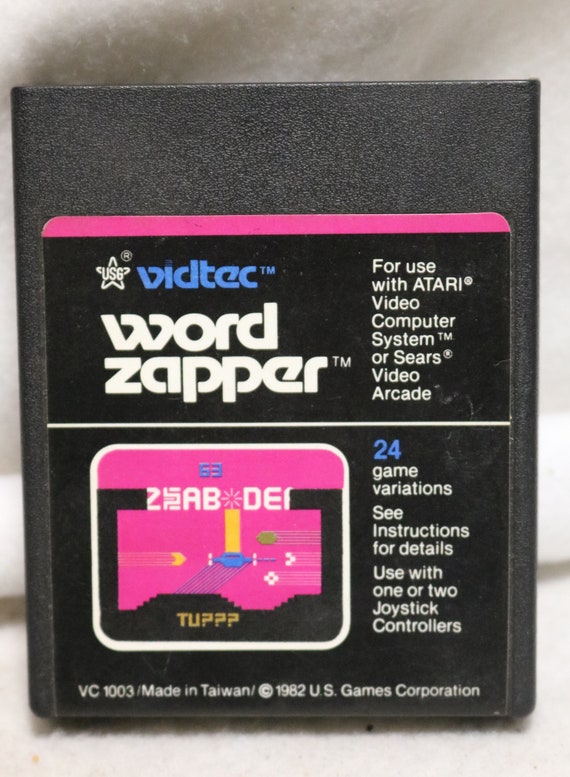 USG® vidtec™
word
zapper™
For use
with ATARI®
Video
Computer
System™
or Sears®
Video
Arcade
63
AB*DE
TU???
24
game
variations
See
Instructions
for details
Use with
one or two
Joystick
Controllers
VC 1003/Made in Taiwan/ © 1982 U.S. Games Corporation